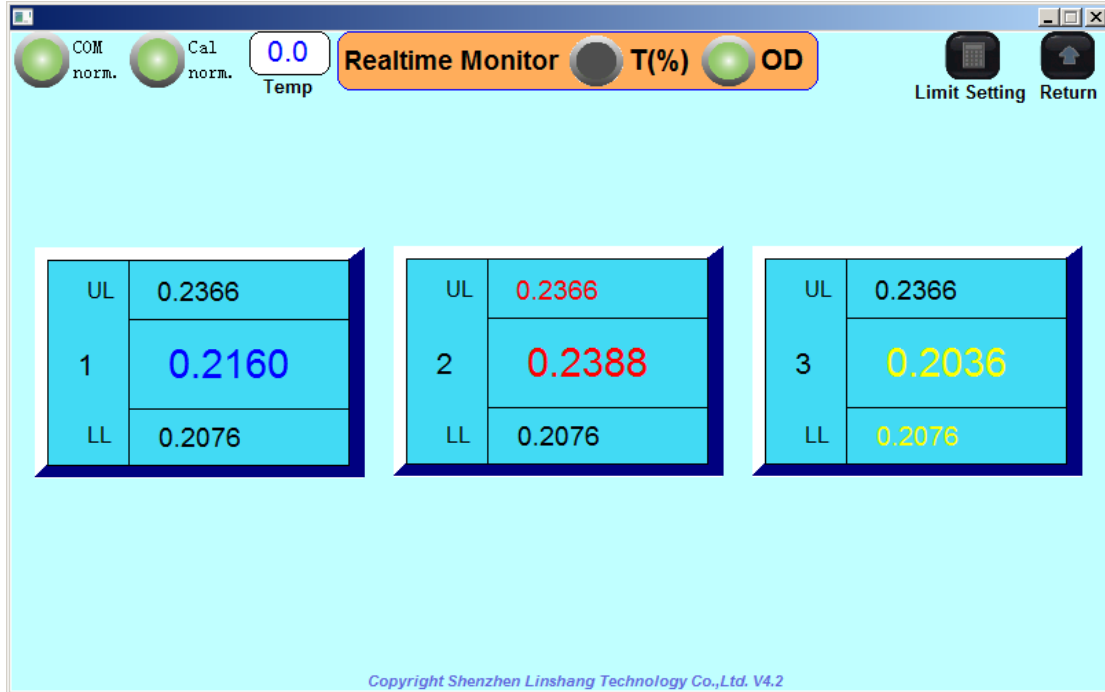 COM
norm.
Cal
norm.
0.0
Temp
Realtime Monitor T(%) OD
Limit Setting
Return
UL 0.2366
1 0.2160
LL 0.2076
UL 0.2366
2 0.2388
LL 0.2076
UL 0.2366
3 0.2036
LL 0.2076
Copyright Shenzhen Linshang Technology Co.,Ltd. V4.2